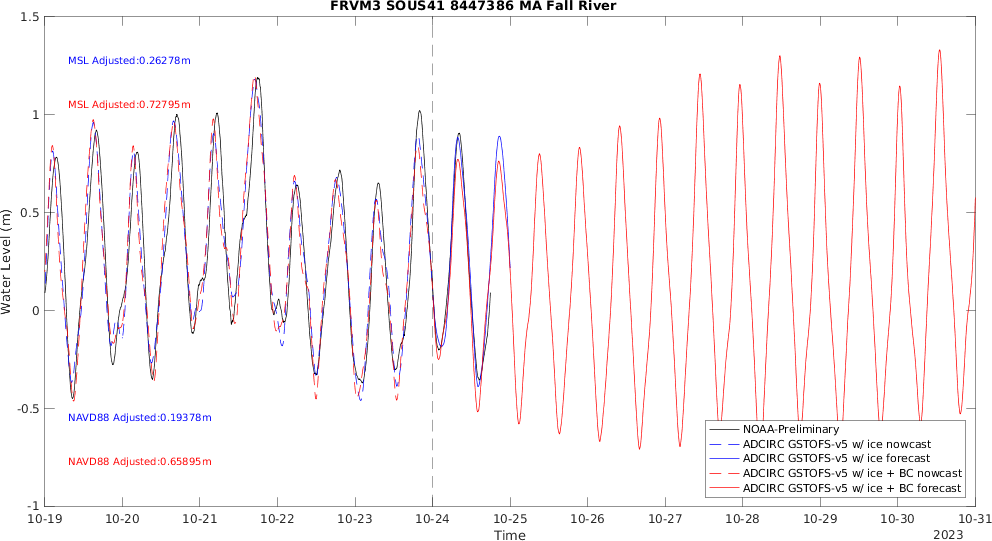 FRVM3 SOUS41 8447386 MA Fall River
1.5
1
0.5
0
-0.5
-1
Water Level (m)
MSL Adjusted:0.26278m
MSL Adjusted:0.72795m
NAVD88 Adjusted:0.19378m
NAVD88 Adjusted:0.65895m
NOAA-Preliminary
ADCIRC GSTOFS-v5 w/ ice nowcast
ADCIRC GSTOFS-v5 w/ ice forecast
ADCIRC GSTOFS-v5 w/ ice + BC nowcast
ADCIRC GSTOFS-v5 w/ ice + BC forecast
10-19 10-20 10-21 10-22 10-23 10-24 10-25 10-26 10-27 10-28 10-29 10-30 10-31
Time
2023